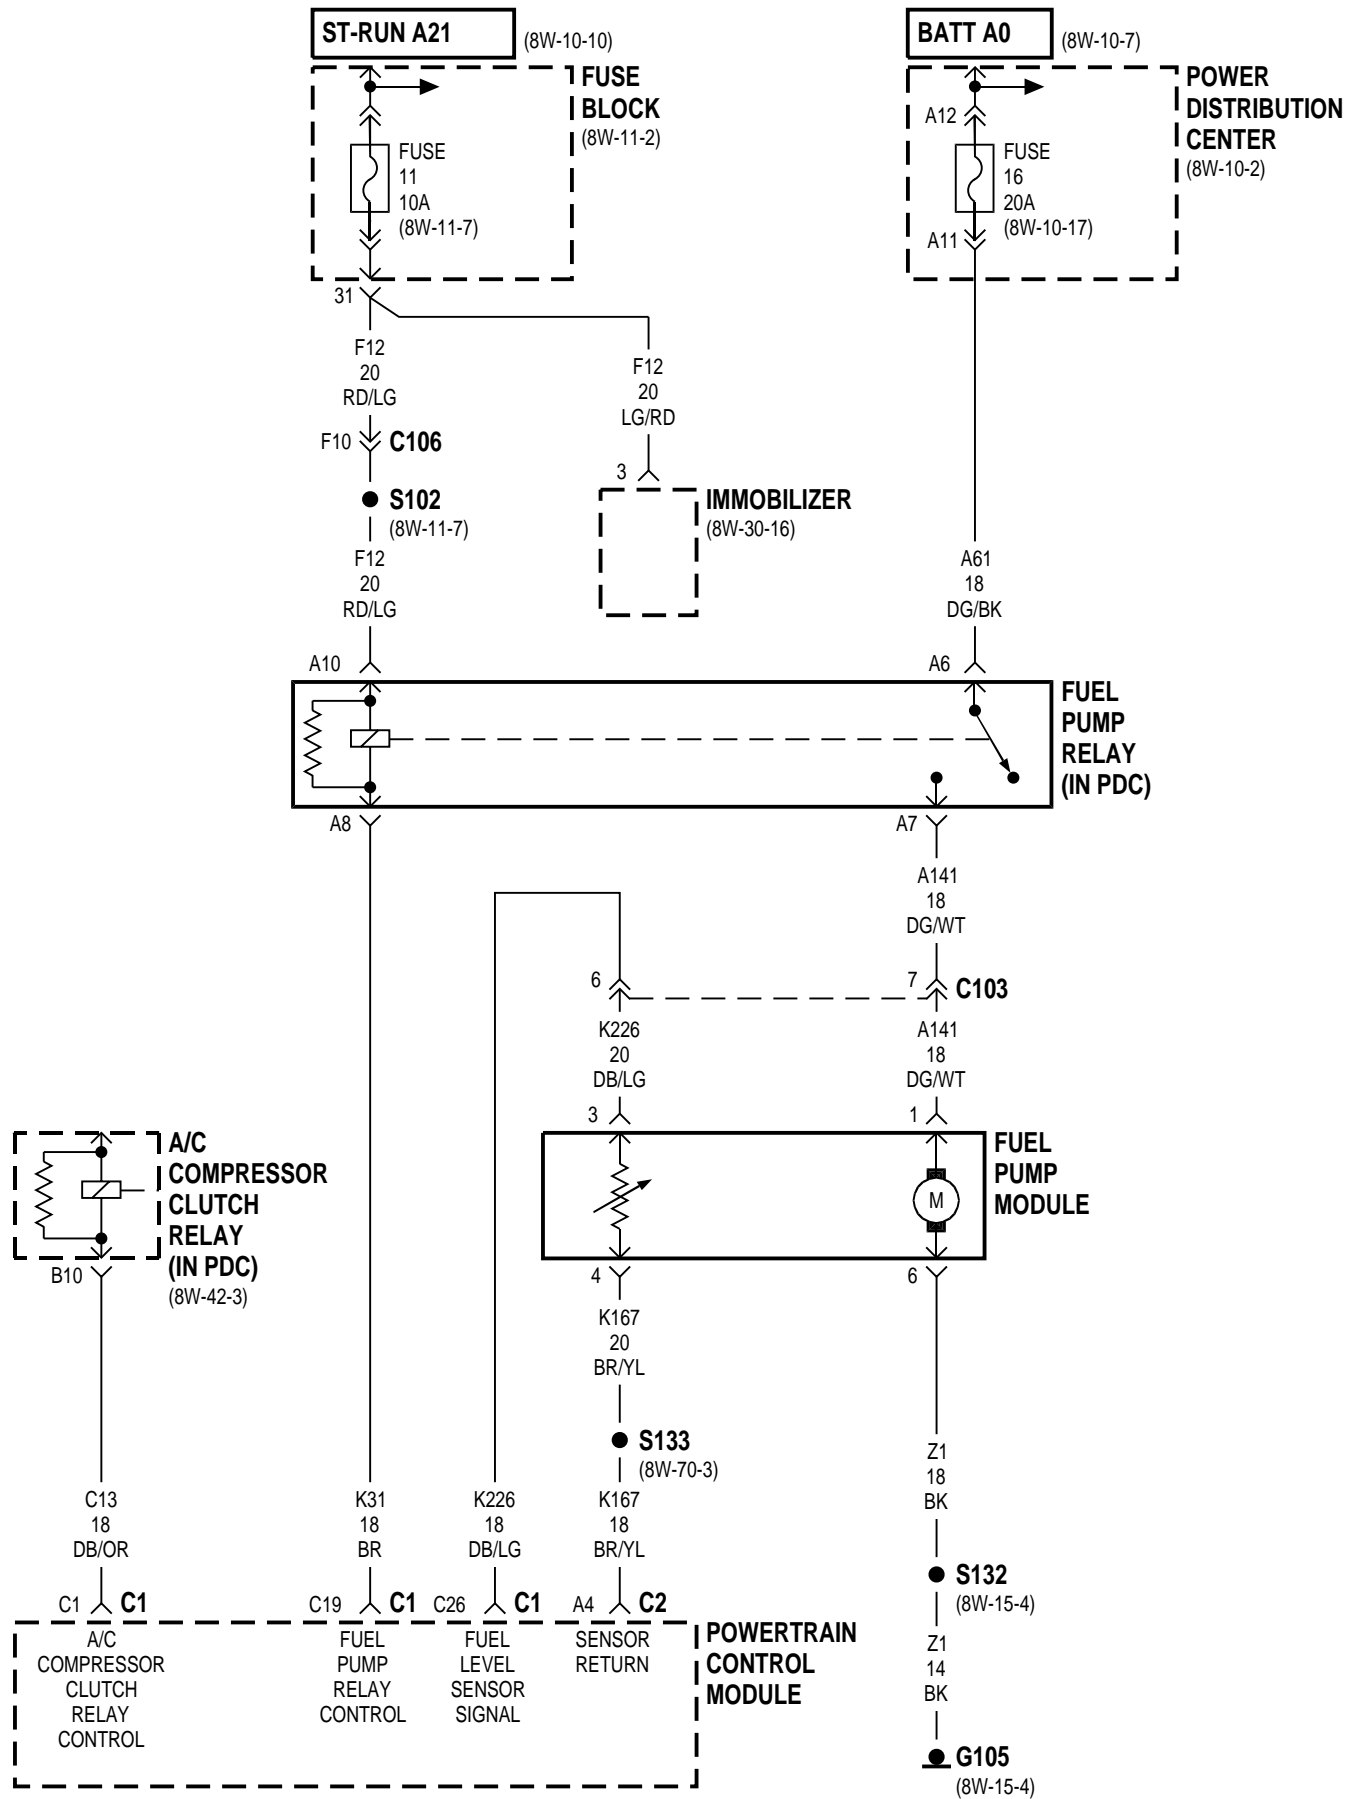 ST-RUN A21
(8W-10-10)
BATT A0
(8W-10-7)
FUSE
BLOCK
(8W-11-2)
FUSE
11
10A
(8W-11-7)
POWER
DISTRIBUTION
CENTER
(8W-10-2)
A12
FUSE
16
20A
(8W-10-17)
A11
31
F12
20
RD/LG
F12
20
LG/RD
F10
C106
3
S102
(8W-11-7)
IMMOBILIZER
(8W-30-16)
F12
20
RD/LG
A61
18
DG/BK
A10
A6
FUEL
PUMP
RELAY
(IN PDC)
A8
A7
A141
18
DG/WT
6
7
C103
K226
20
DB/LG
A141
18
DG/WT
3
1
A/C
COMPRESSOR
CLUTCH
RELAY
(IN PDC)
(8W-42-3)
FUEL
PUMP
MODULE
M
B10
4
6
K167
20
BR/YL
S133
(8W-70-3)
Z1
18
BK
C13
18
DB/OR
K31
18
BR
K226
18
DB/LG
K167
18
BR/YL
S132
(8W-15-4)
C1
C1
C19
C1
C26
C1
A4
C2
A/C
COMPRESSOR
CLUTCH
RELAY
CONTROL
FUEL
PUMP
RELAY
CONTROL
FUEL
LEVEL
SENSOR
SIGNAL
SENSOR
RETURN
POWERTRAIN
CONTROL
MODULE
Z1
14
BK
G105
(8W-15-4)